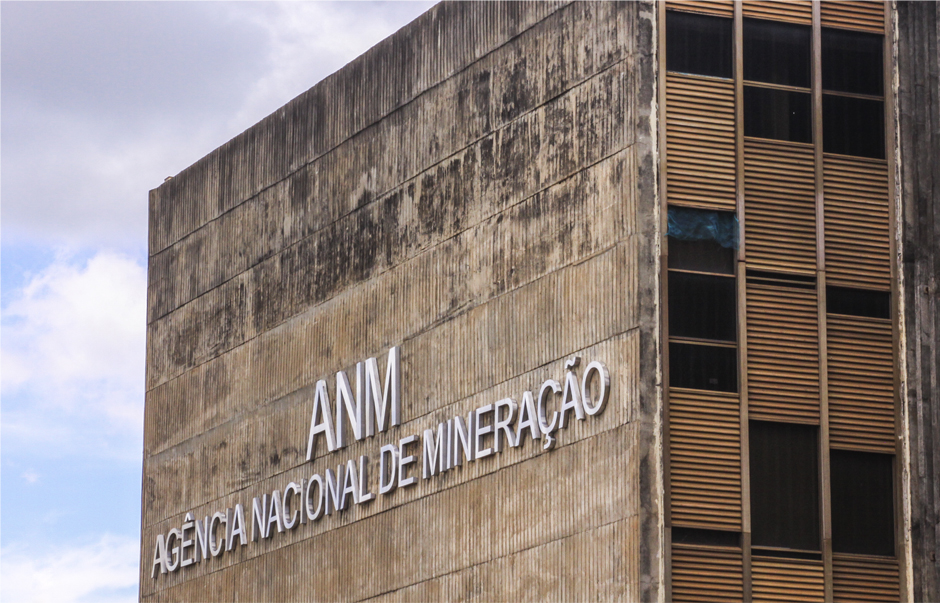 ANM
AGÊNCIA NACIONAL DE MINERAÇÃO